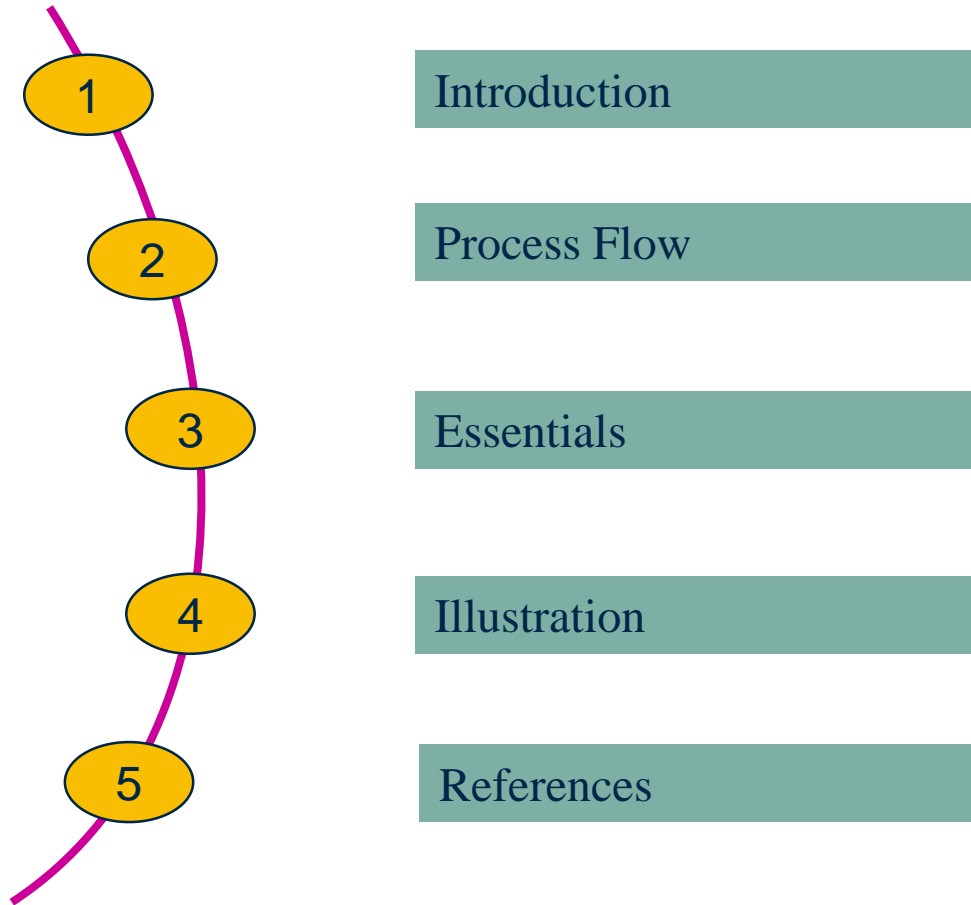 1 Introduction
2 Process Flow
3 Essentials
4 Illustration
5 References